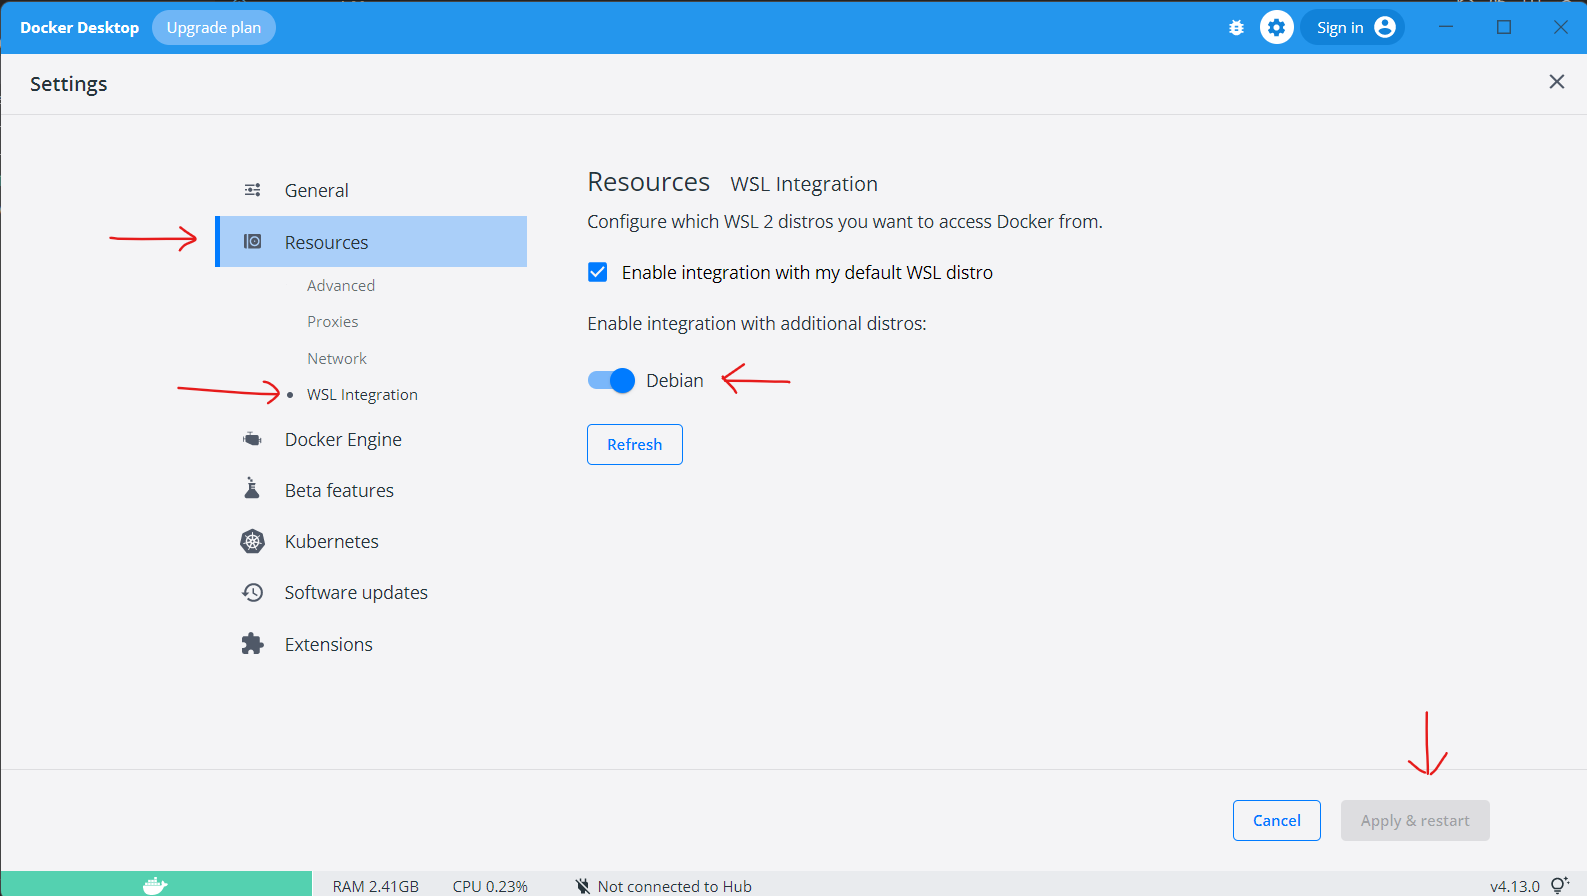 Docker Desktop Upgrade plan Sign in
Settings
General
Resources
Advanced
Proxies
Network
WSL Integration
Docker Engine
Beta features
Kubernetes
Software updates
Extensions
Resources WSL Integration
Configure which WSL 2 distros you want to access Docker from.
Enable integration with my default WSL distro
Enable integration with additional distros:
Debian
Refresh
Cancel Apply & restart
RAM 2.41GB CPU 0.23% Not connected to Hub v4.13.0